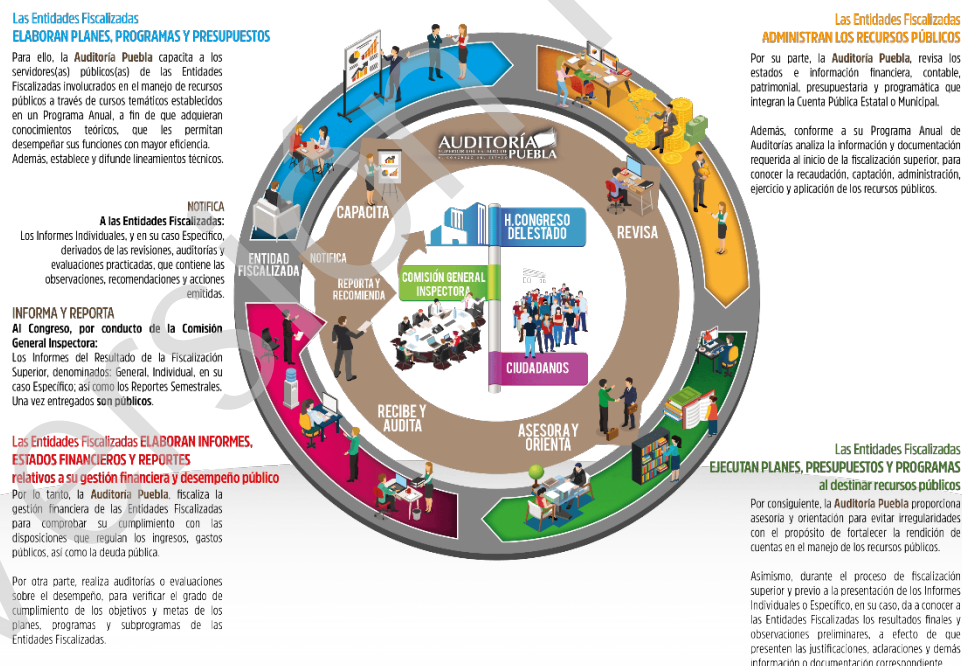 Las Entidades Fiscalizadas
ELABORAN PLANES, PROGRAMAS Y PRESUPUESTOS
Para ello, la Auditoría Puebla capacita a los
servidores(as) públicos(as) de las Entidades
Fiscalizadas involucrados en el manejo de recursos
públicos a través de cursos temáticos establecidos
en un Programa Anual, a fin de que adquieran
conocimientos teóricos, que les permitan
desempeñar sus funciones con mayor eficiencia.
Además, establece y difunde lineamientos técnicos.
NOTIFICA
A las Entidades Fiscalizadas:
Los Informes Individuales, y en su caso Específico,
derivados de las revisiones, auditorías y
evaluaciones practicadas, que contiene las
observaciones, recomendaciones y acciones
emitidas.
INFORMA Y REPORTA
Al Congreso, por conducto de la Comisión
General Inspectora:
Los Informes del Resultado de la Fiscalización
Superior, denominados: General, Individual, en su
caso Específico; así como los Reportes Semestrales.
Una vez entregados son públicos.
Las Entidades Fiscalizadas ELABORAN INFORMES,
ESTADOS FINANCIEROS Y REPORTES
relativos a su gestión financiera y desempeño público
Por lo tanto, la Auditoría Puebla, fiscaliza la
gestión financiera de las Entidades Fiscalizadas
para comprobar su cumplimiento con las
disposiciones que regulan los ingresos, gastos
públicos, así como la deuda pública.
Por otra parte, realiza auditorías o evaluaciones
sobre el desempeño, para verificar el grado de
cumplimiento de los objetivos y metas de los
planes, programas y subprogramas de las
Entidades Fiscalizadas.
AUDITORÍA
PUEBLA
CAPACITA
REVISA
H. CONGRESO
DEL ESTADO
ENTIDAD
FISCALIZADA
NOTIFICA
REPORTA Y
RECOMIENDA
COMISIÓN GENERAL
INSPECTORA
CIUDADANOS
RECIBE Y
AUDITA
ASESORA Y
ORIENTA
Las Entidades Fiscalizadas
ADMINISTRAN LOS RECURSOS PÚBLICOS
Por su parte, la Auditoría Puebla, revisa los
estados e información financiera, contable,
patrimonial, presupuestaria y programática que
integran la Cuenta Pública Estatal o Municipal.
Además, conforme a su Programa Anual de
Auditorías analiza la información y documentación
requerida al inicio de la fiscalización superior, para
conocer la recaudación, captación, administración,
ejercicio y aplicación de los recursos públicos.
Las Entidades Fiscalizadas
EJECUTAN PLANES, PRESUPUESTOS Y PROGRAMAS
al destinar recursos públicos
Por consiguiente, la Auditoría Puebla proporciona
asesoría y orientación para evitar irregularidades
con el propósito de fortalecer la rendición de
cuentas en el manejo de los recursos públicos.
Asimismo, durante el proceso de fiscalización
superior y previo a la presentación de los Informes
Individuales o Específico, en su caso, da a conocer a
las Entidades Fiscalizadas los resultados finales y
observaciones preliminares, a efecto de que
presenten las justificaciones, aclaraciones y demás
información o documentación correspondiente.